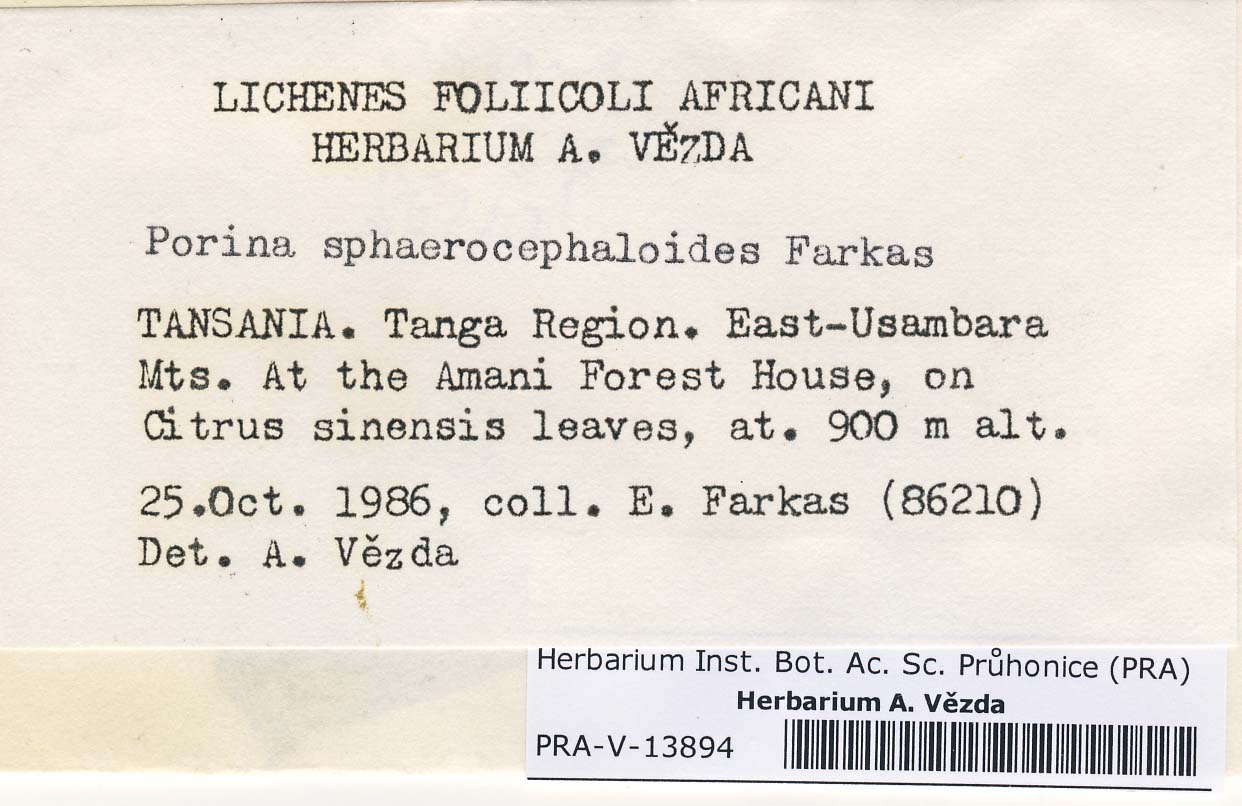 LICHENES FOLIICOLI AFRICANI
HERBARIUM A. VĚZDA
Porina sphaerocephaloides Farkas
TANSANIA. Tanga Region. East-Usambara
Mts. At the Amani Forest House, on
Citrus sinensis leaves, at. 900 m alt.
25.Oct. 1986, coll. E. Farkas (86210)
Det. A. Vězda
Herbarium Inst. Bot. Ac. Sc. Průhonice (PRA)
Herbarium A. Vězda
PRA-V-13894